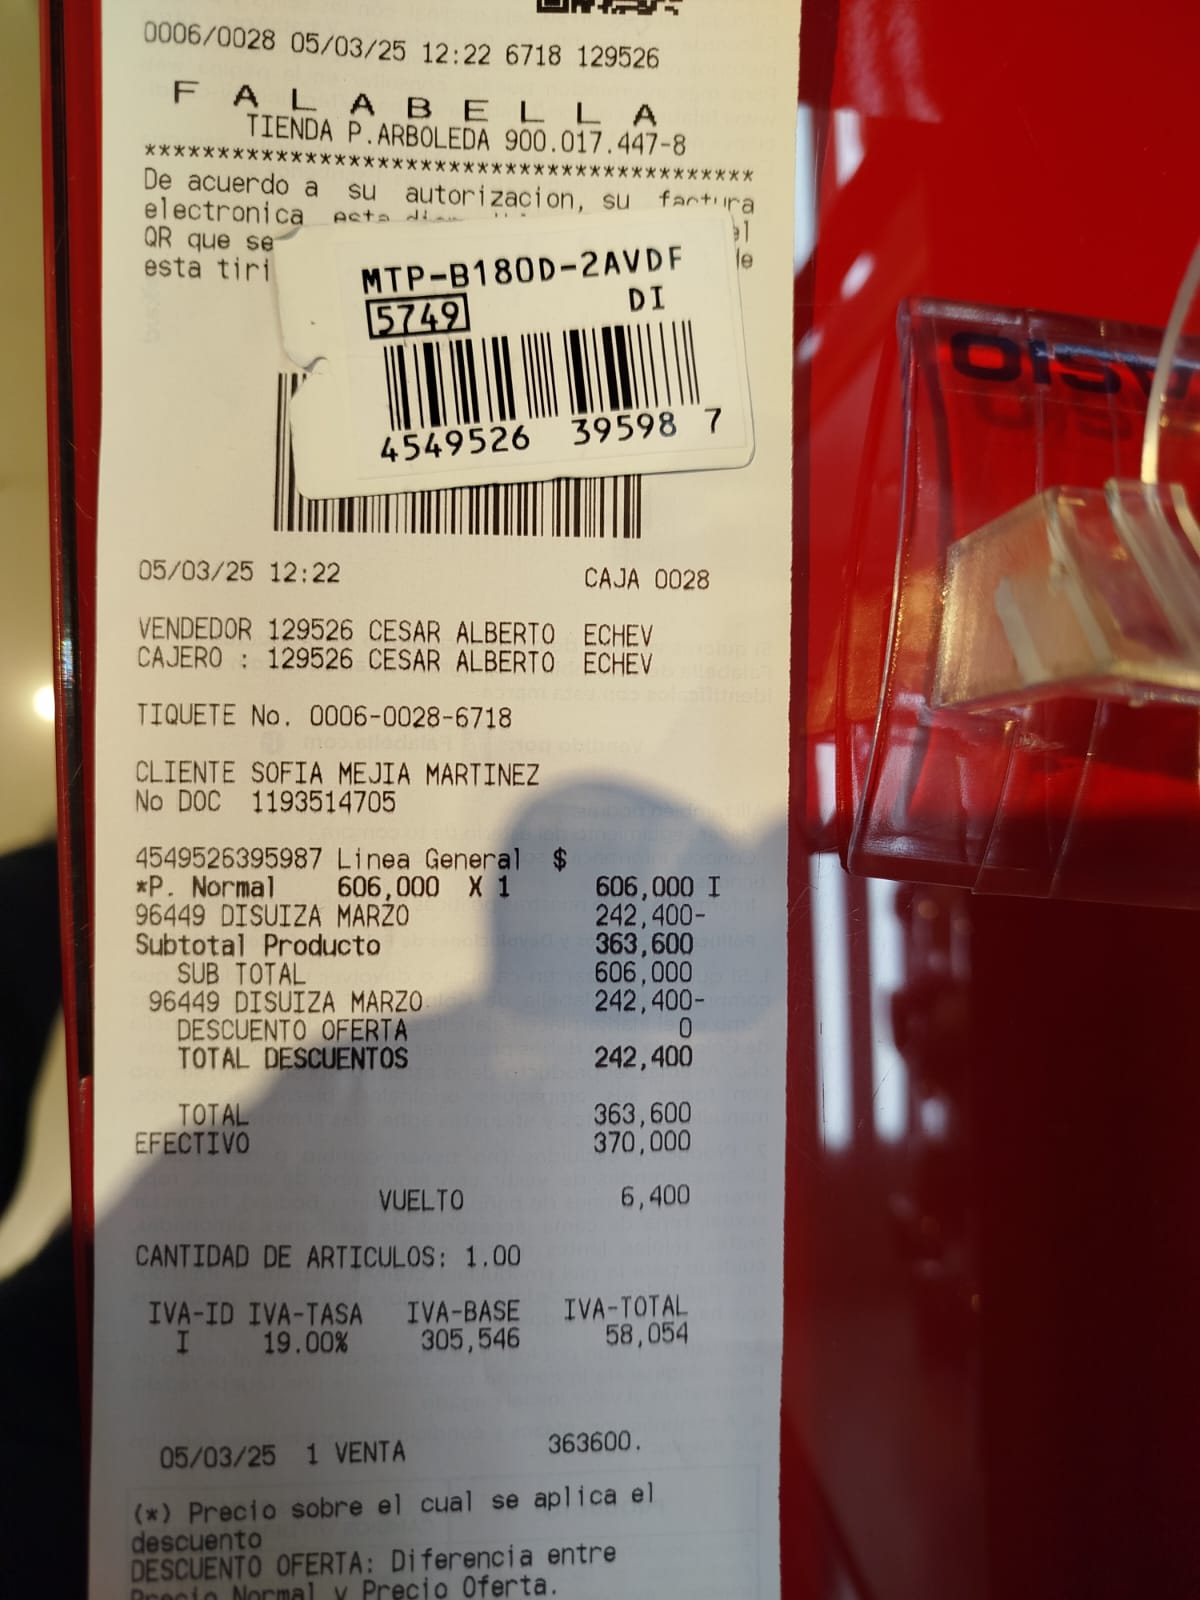 0006/0028 05/03/25 12:22 6718 129526
F A L A B E L L A
TIENDA P.ARBOLEDA 900.017.447-8
******************************************
De acuerdo a su autorizacion, su factura
electronica esta
QR que se
esta tiri
MTP-B180D-2AVDF
5749 DI
4549526 39598 7
05/03/25 12:22 CAJA 0028
VENDEDOR 129526 CESAR ALBERTO ECHEV
CAJERO : 129526 CESAR ALBERTO ECHEV
TIQUETE No. 0006-0028-6718
CLIENTE SOFIA MEJIA MARTINEZ
No DOC 1193514705
4549526395987 Linea General $
*P. Normal 606,000 X 1 606,000 I
96449 DISUIZA MARZO 242,400-
Subtotal Producto 363,600
SUB TOTAL 606,000
96449 DISUIZA MARZO 242,400-
DESCUENTO OFERTA 0
TOTAL DESCUENTOS 242,400
TOTAL 363,600
EFECTIVO 370,000
VUELTO 6,400
CANTIDAD DE ARTICULOS: 1.00
IVA-ID IVA-TASA IVA-BASE IVA-TOTAL
I 19.00% 305,546 58,054
05/03/25 1 VENTA 363600.
(*) Precio sobre el cual se aplica el
descuento
DESCUENTO OFERTA: Diferencia entre
Precio Normal y Precio Oferta.